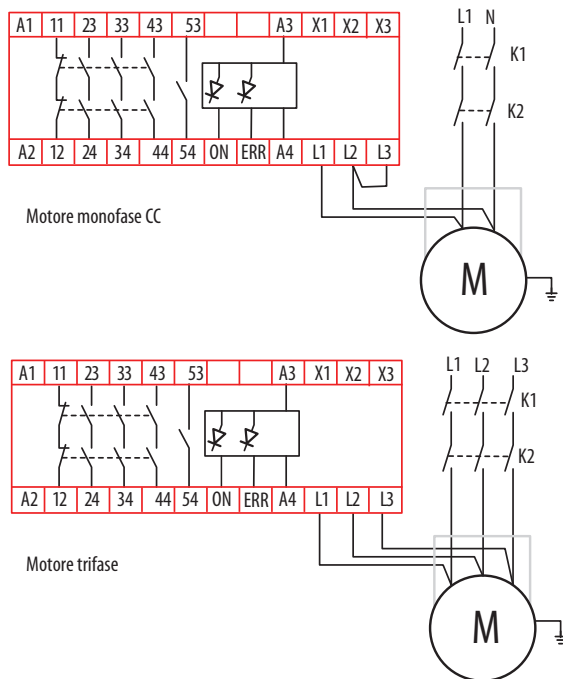 A1 11 23 33 43 53 A3 X1 X2 X3
L1 N
K1
K2
A2 12 24 34 44 54 ON ERR A4 L1 L2 L3
Motore monofase CC
M
A1 11 23 33 43 53 A3 X1 X2 X3
L1 L2 L3
K1
K2
A2 12 24 34 44 54 ON ERR A4 L1 L2 L3
Motore trifase
M